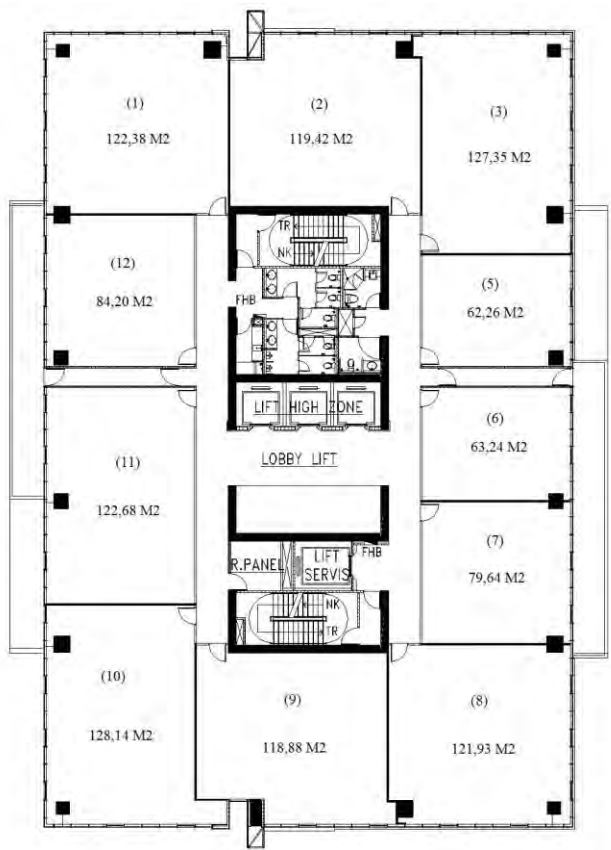 (1)
122,38 M2
(2)
119,42 M2
(3)
127,35 M2
(12)
84,20 M2
TR
NK
FHB
(5)
62,26 M2
LIFT HIGH ZONE
LOBBY LIFT
(11)
122,68 M2
(6)
63,24 M2
R.PANEL
LIFT
SERVIS
FHB
(7)
79,64 M2
NK
TR
(10)
128,14 M2
(9)
118,88 M2
(8)
121,93 M2